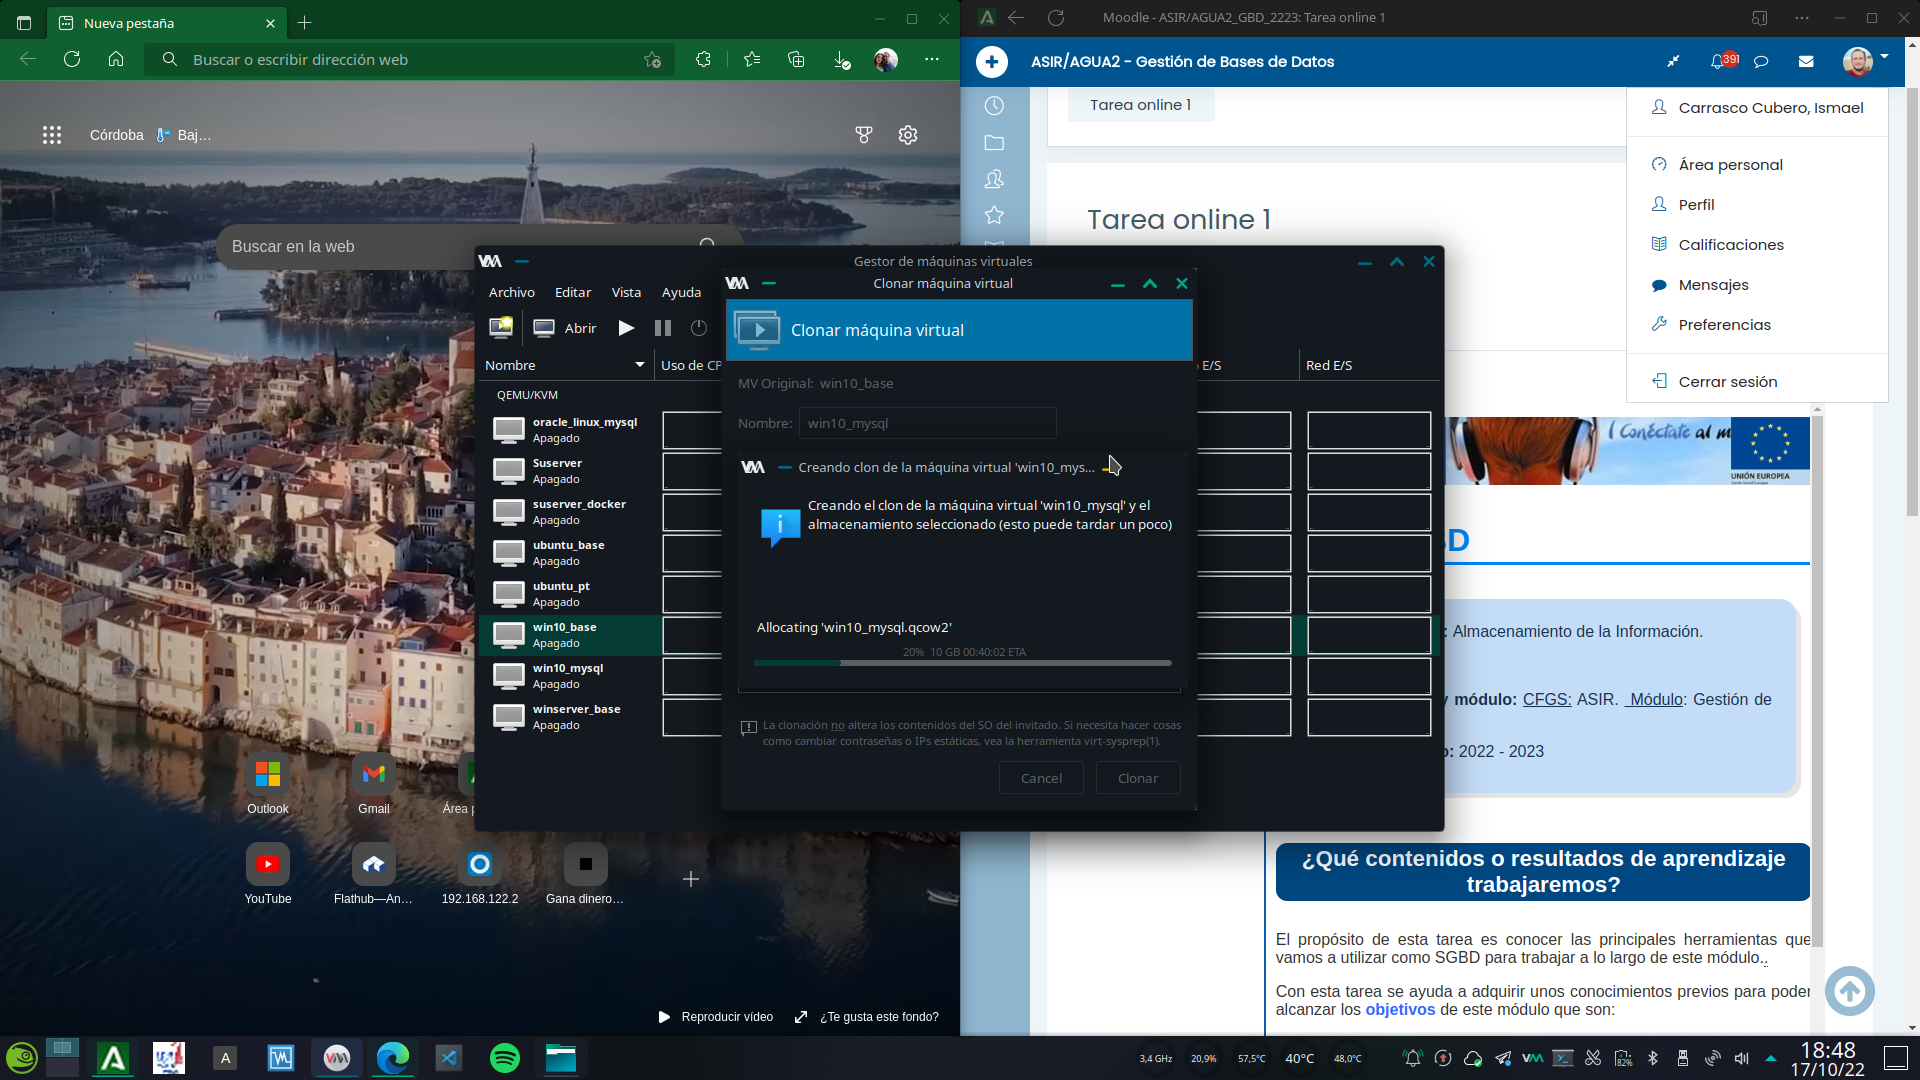 Nueva pestaña
Buscar o escribir dirección web
Córdoba
Baj...
Buscar en la web
Outlook
Gmail
Área p
YouTube
Flathub—An...
192.168.122.2
Gana dinero...
Reproducir vídeo
¿Te gusta este fondo?
Moodle - ASIR/AGUA2_GBD_2223: Tarea online 1
ASIR/AGUA2 - Gestión de Bases de Datos
391
Tarea online 1
Carrasco Cubero, Ismael
Área personal
Perfil
Calificaciones
Mensajes
Preferencias
Cerrar sesión
Tarea online 1
¡Conéctate al m
UNIÓN EUROPEA
D
: Almacenamiento de la Información.
módulo: CFGS: ASIR. Módulo: Gestión de
o: 2022 - 2023
¿Qué contenidos o resultados de aprendizaje
trabajaremos?
El propósito de esta tarea es conocer las principales herramientas que
vamos a utilizar como SGBD para trabajar a lo largo de este módulo..
Con esta tarea se ayuda a adquirir unos conocimientos previos para poder
alcanzar los objetivos de este módulo que son:
Gestor de máquinas virtuales
Archivo Editar Vista Ayuda
Abrir
Nombre
Uso de CP
E/S
Red E/S
QEMU/KVM
oracle_linux_mysql
Apagado
Suserver
Apagado
suserver_docker
Apagado
ubuntu_base
Apagado
ubuntu_pt
Apagado
win10_base
Apagado
win10_mysql
Apagado
winserver_base
Apagado
Clonar máquina virtual
Clonar máquina virtual
MV Original: win10_base
Nombre: win10_mysql
Creando clon de la máquina virtual 'win10_mys...
Creando el clon de la máquina virtual 'win10_mysql' y el
almacenamiento seleccionado (esto puede tardar un poco)
Allocating 'win10_mysql.qcow2'
20% 10 GB 00:40:02 ETA
La clonación no altera los contenidos del SO del invitado. Si necesita hacer cosas
como cambiar contraseñas o IPs estáticas, vea la herramienta virt-sysprep(1).
Cancel
Clonar
3,4 GHz
20,9%
57,5°C
40°C
48,0°C
82%
18:48
17/10/22